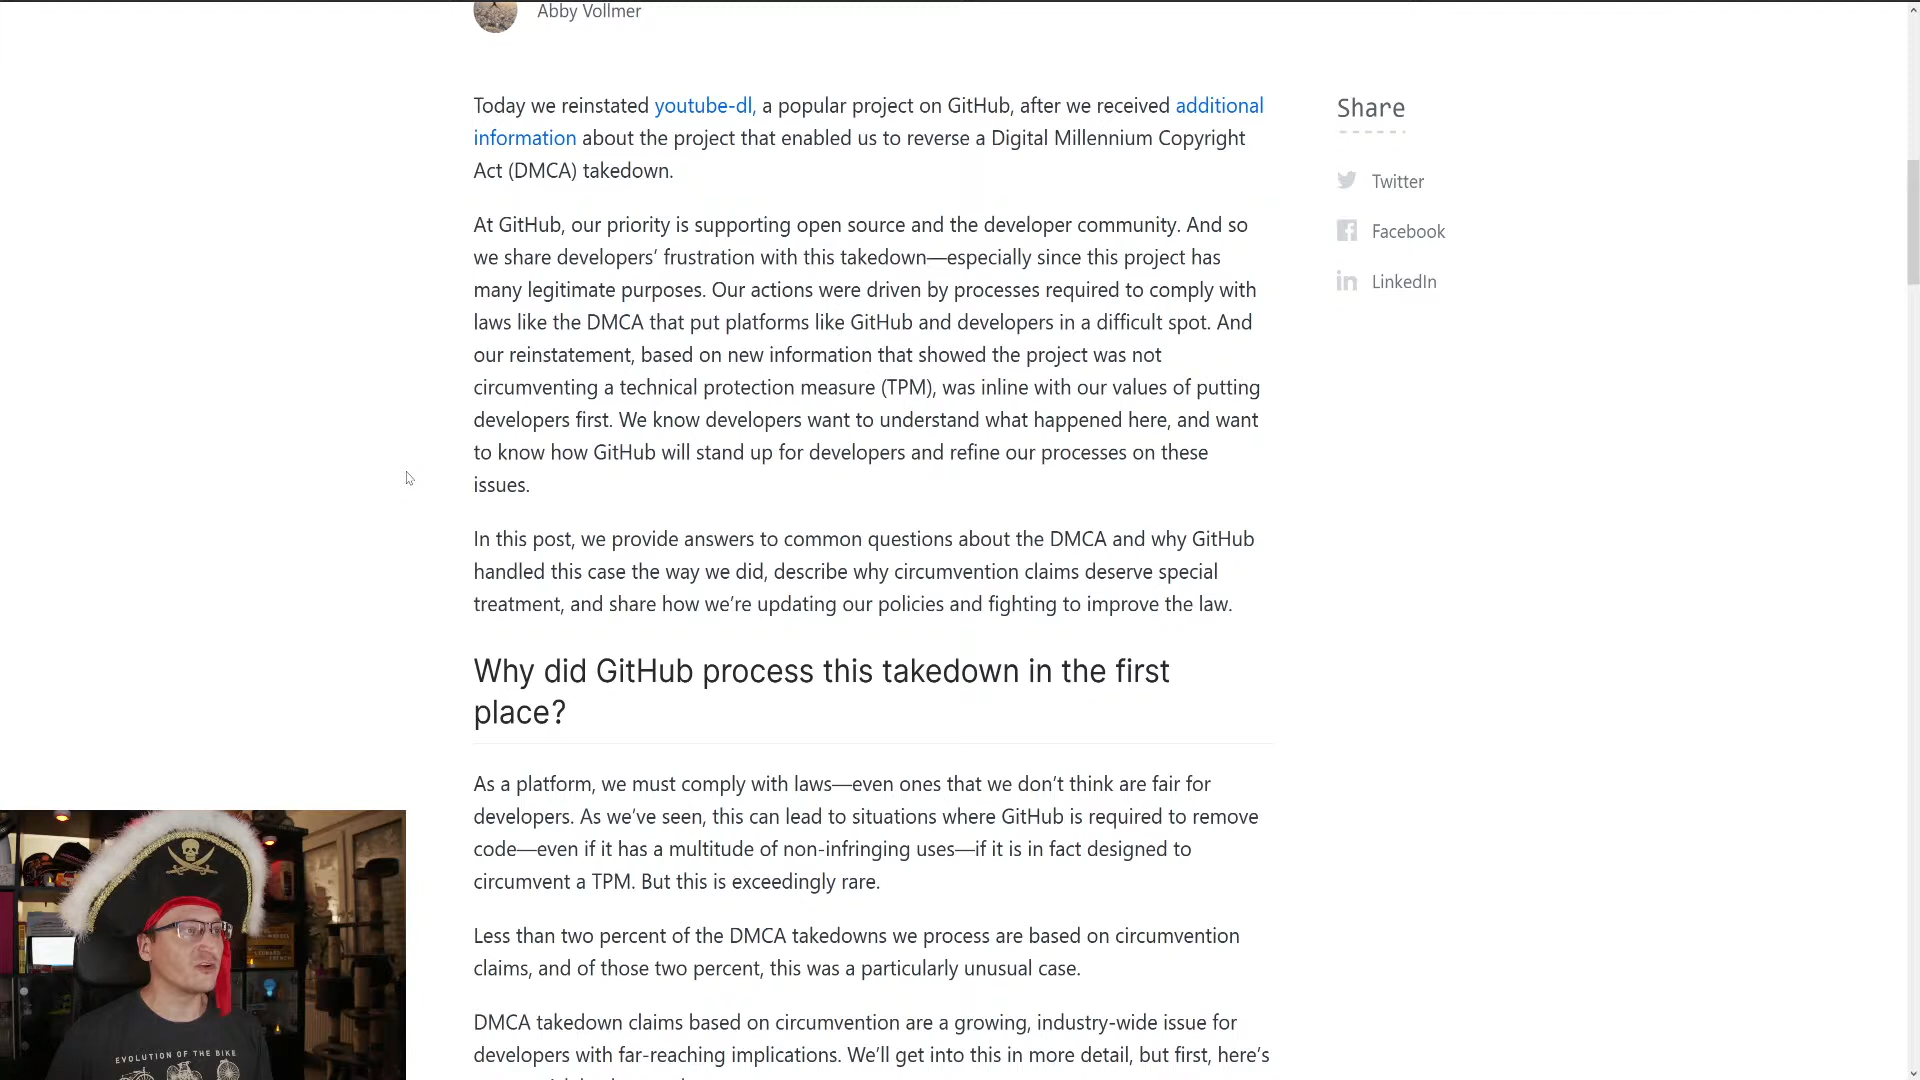 Abby Vollmer
Today we reinstated youtube-dl, a popular project on GitHub, after we received additional
information about the project that enabled us to reverse a Digital Millennium Copyright
Act (DMCA) takedown.
At GitHub, our priority is supporting open source and the developer community. And so
we share developers’ frustration with this takedown—especially since this project has
many legitimate purposes. Our actions were driven by processes required to comply with
laws like the DMCA that put platforms like GitHub and developers in a difficult spot. And
our reinstatement, based on new information that showed the project was not
circumventing a technical protection measure (TPM), was inline with our values of putting
developers first. We know developers want to understand what happened here, and want
to know how GitHub will stand up for developers and refine our processes on these
issues.
In this post, we provide answers to common questions about the DMCA and why GitHub
handled this case the way we did, describe why circumvention claims deserve special
treatment, and share how we’re updating our policies and fighting to improve the law.
Why did GitHub process this takedown in the first
place?
As a platform, we must comply with laws—even ones that we don’t think are fair for
developers. As we’ve seen, this can lead to situations where GitHub is required to remove
code—even if it has a multitude of non-infringing uses—if it is in fact designed to
circumvent a TPM. But this is exceedingly rare.
Less than two percent of the DMCA takedowns we process are based on circumvention
claims, and of those two percent, this was a particularly unusual case.
DMCA takedown claims based on circumvention are a growing, industry-wide issue for
developers with far-reaching implications. We’ll get into this in more detail, but first, here’s
Share
Twitter
Facebook
LinkedIn
EVOLUTION OF THE BIKE